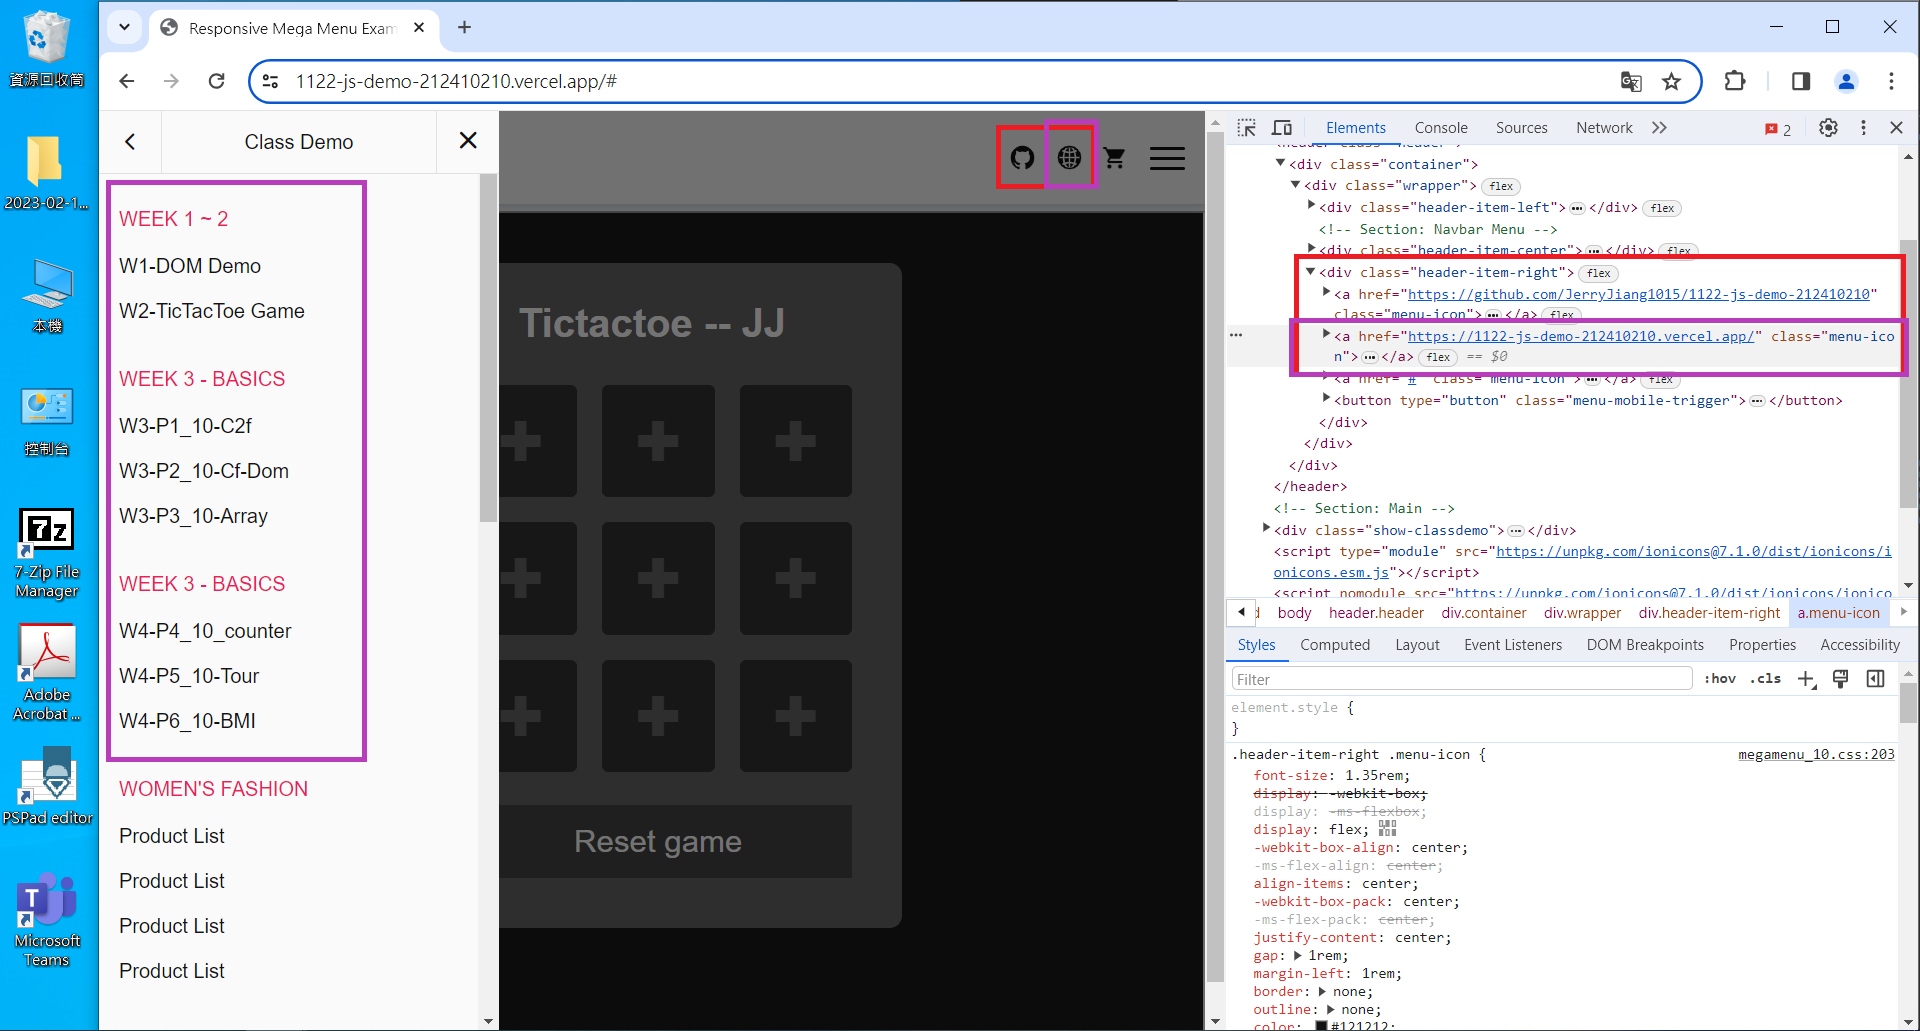 資源回收筒
2023-02-1...
本機
控制台
7z
7-Zip File
Manager
Adobe
Acrobat ...
PSPad editor
T
Microsoft
Teams
Responsive Mega Menu Exam
1122-js-demo-212410210.vercel.app/#
Class Demo
WEEK 1 ~ 2
W1-DOM Demo
W2-TicTacToe Game
WEEK 3 - BASICS
W3-P1_10-C2f
W3-P2_10-Cf-Dom
W3-P3_10-Array
WEEK 3 - BASICS
W4-P4_10_counter
W4-P5_10-Tour
W4-P6_10-BMI
WOMEN'S FASHION
Product List
Product List
Product List
Product List
Tictactoe -- JJ
Reset game
Elements Console Sources Network 2
<header class="header">
<div class="container">
<div class="wrapper"> flex
<div class="header-item-left"> ... </div> flex
<!-- Section: Navbar Menu -->
<div class="header-item-center"> ... </div> flex
<div class="header-item-right"> flex
<a href="https://github.com/JerryJiang1015/1122-js-demo-212410210"
class="menu-icon"> ... </a> flex
<a href="https://1122-js-demo-212410210.vercel.app/" class="menu-ico
n"> ... </a> flex == $0
<a href="#" class="menu-icon"> ... </a> flex
<button type="button" class="menu-mobile-trigger"> ... </button>
</div>
</div>
</div>
</header>
<!-- Section: Main -->
<div class="show-classdemo"> ... </div>
<script type="module" src="https://unpkg.com/ionicons@7.1.0/dist/ionicons/i
onicons.esm.js"></script>
<script nomodule src="https://unpkg.com/ionicons@7.1.0/dist/ionicons/ionico
body header.header div.container div.wrapper div.header-item-right a.menu-icon
Styles Computed Layout Event Listeners DOM Breakpoints Properties Accessibility
Filter :hov .cls
element.style {
}
.header-item-right .menu-icon { megamenu_10.css:203
font-size: 1.35rem;
display: -webkit-box;
display: -ms-flexbox;
display: flex;
-webkit-box-align: center;
-ms-flex-align: center;
align-items: center;
-webkit-box-pack: center;
-ms-flex-pack: center;
justify-content: center;
gap: 1rem;
margin-left: 1rem;
border: none;
outline: none;
color: #121212;